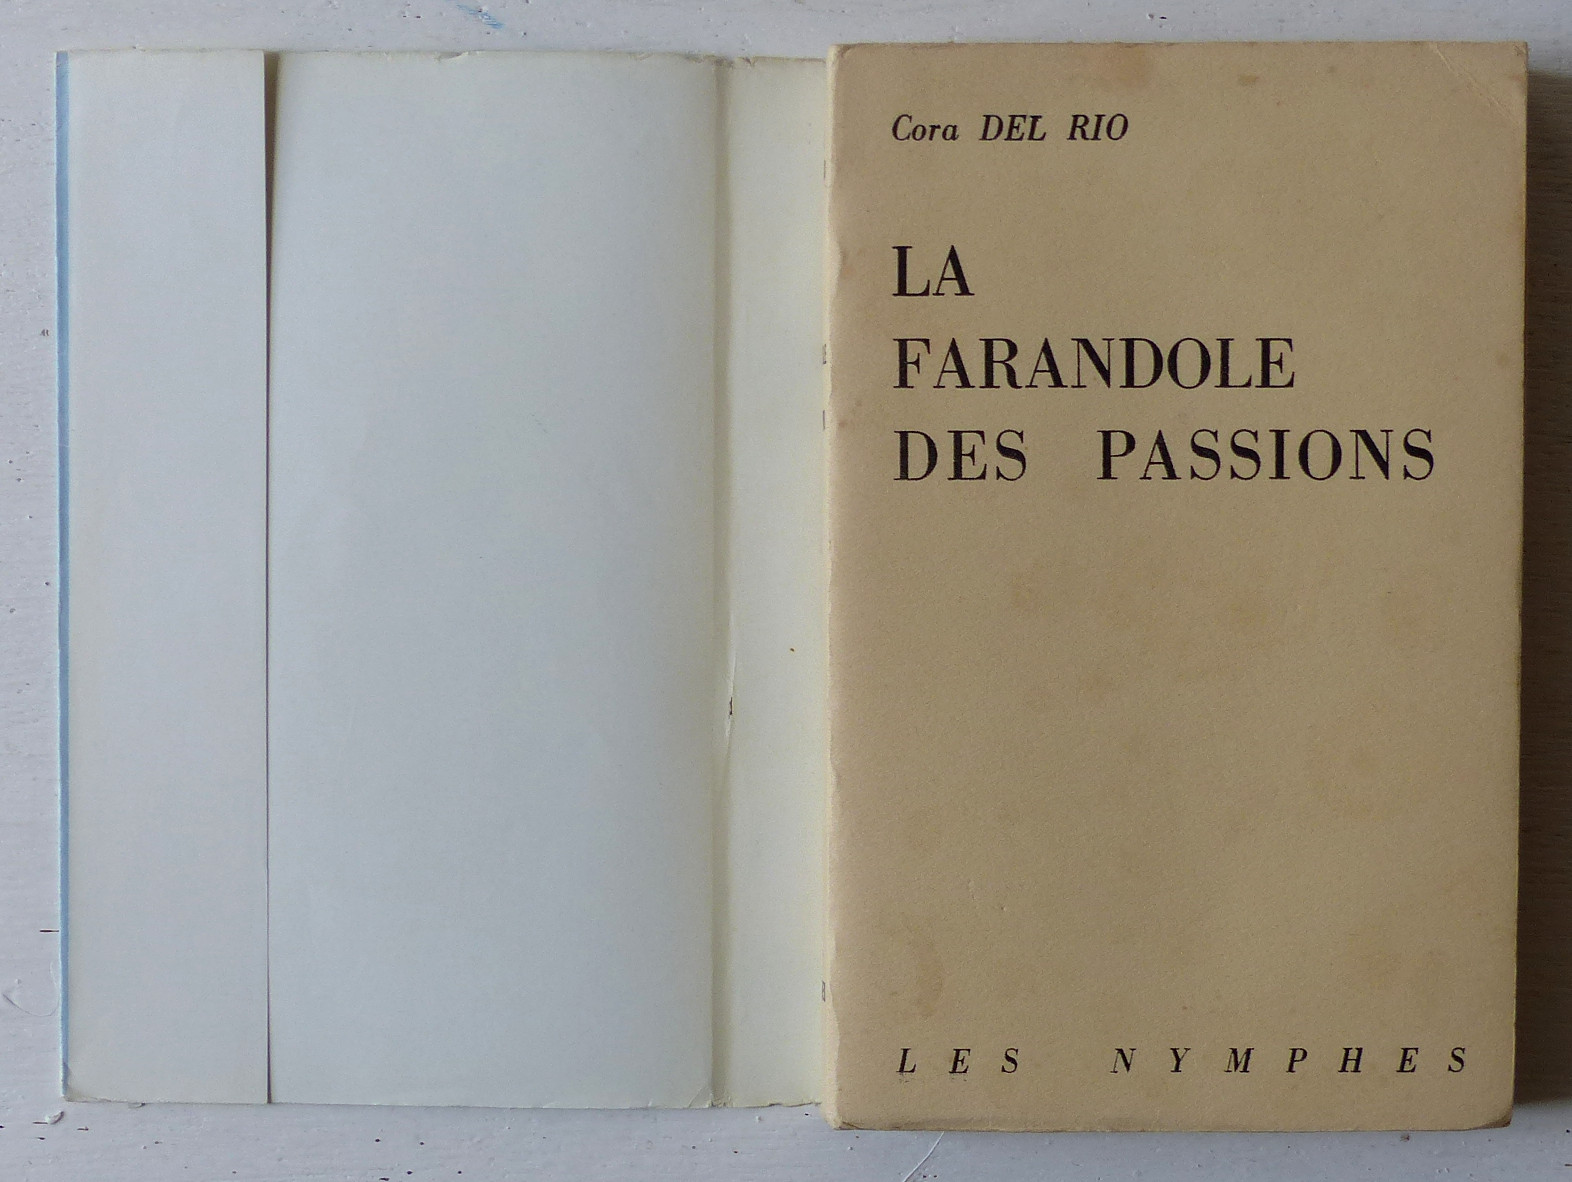 Cora DEL RIO
LA
FARANDOLE
DES PASSIONS
LES NYMPHES